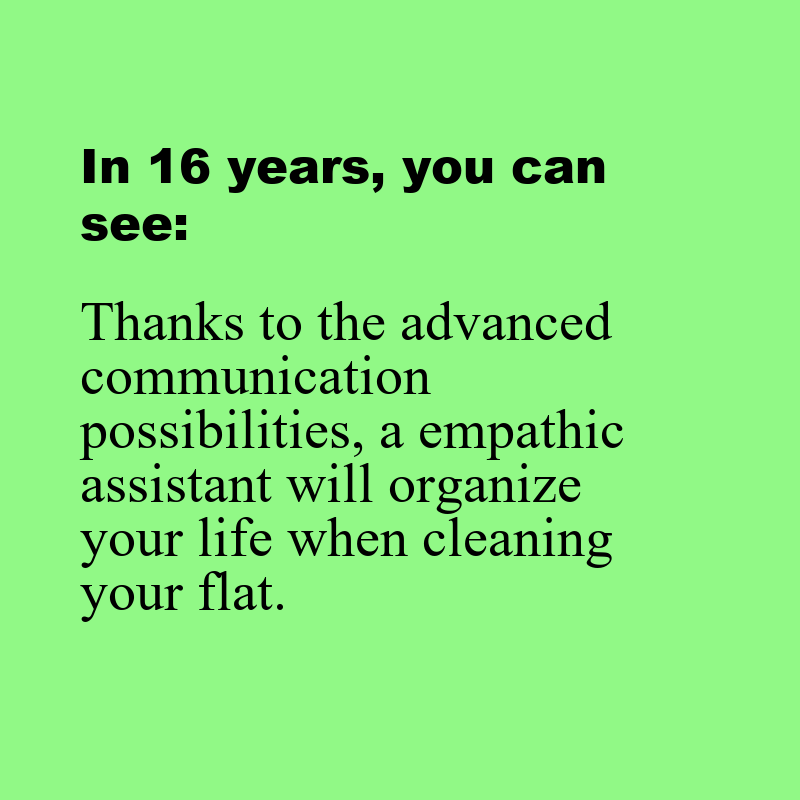 In 16 years, you can
see:
Thanks to the advanced
communication
possibilities, a empathic
assistant will organize
your life when cleaning
your flat.